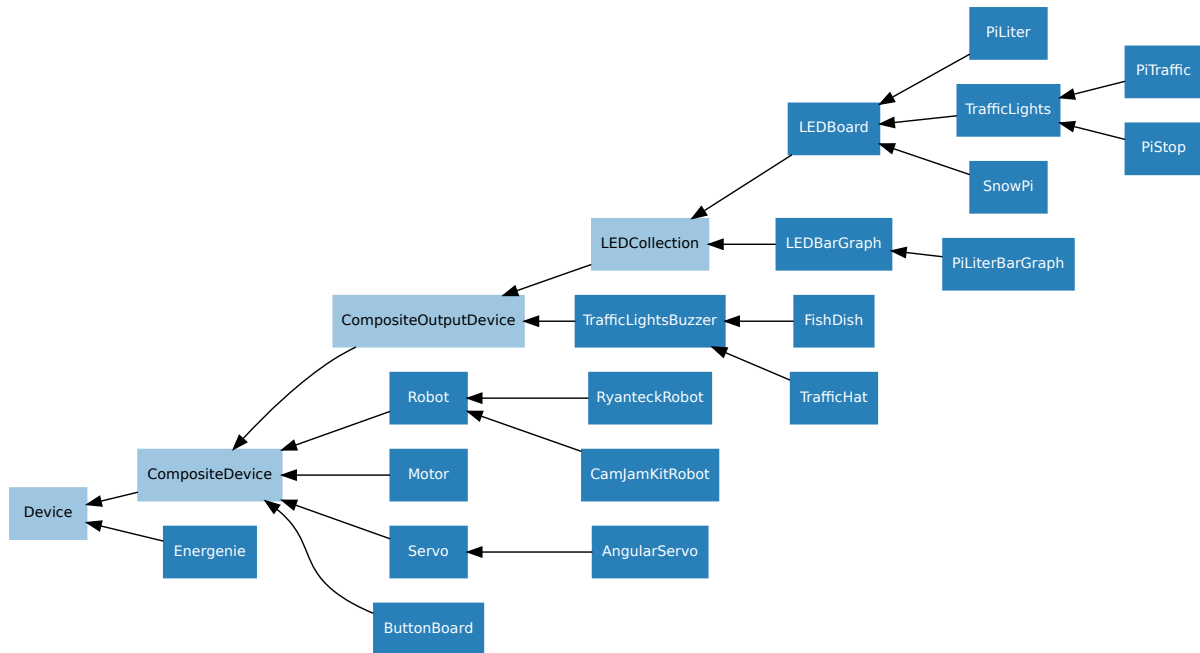 PiLiter
PiTraffic
TrafficLights
LEDBoard
PiStop
SnowPi
LEDCollection
LEDBarGraph
PiLiterBarGraph
CompositeOutputDevice
TrafficLightsBuzzer
FishDish
Robot
RyanteckRobot
TrafficHat
CompositeDevice
Motor
CamJamKitRobot
Device
Energenie
Servo
AngularServo
ButtonBoard